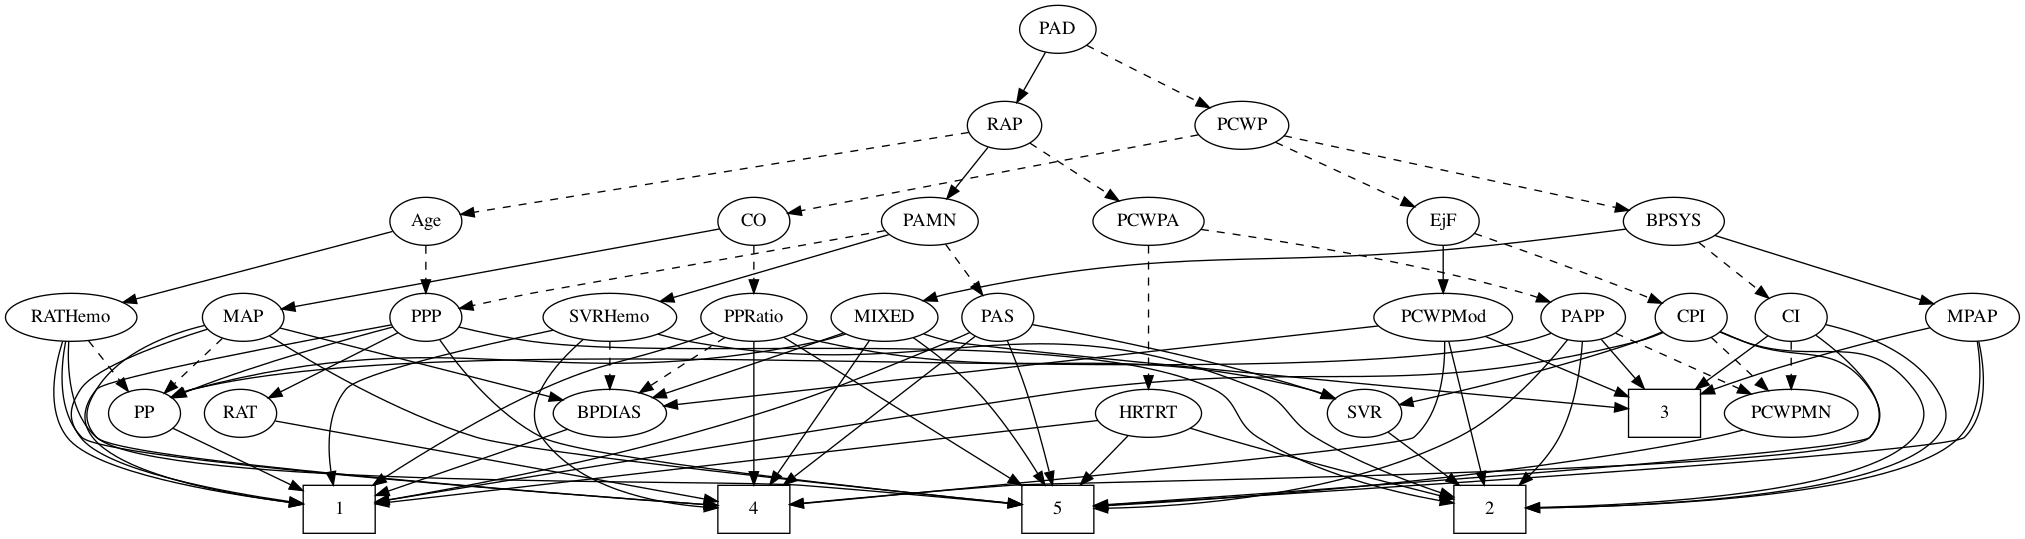 PAD
RAP PCWP
Age CO PAMN PCWPA EjF BPSYS
RATHemo MAP PPP SVRHemo PPRatio MIXED PAS PCWPMod PAPP CPI CI MPAP
PP RAT BPDIAS HRTRT SVR 3 PCWPMN
1 4 5 2